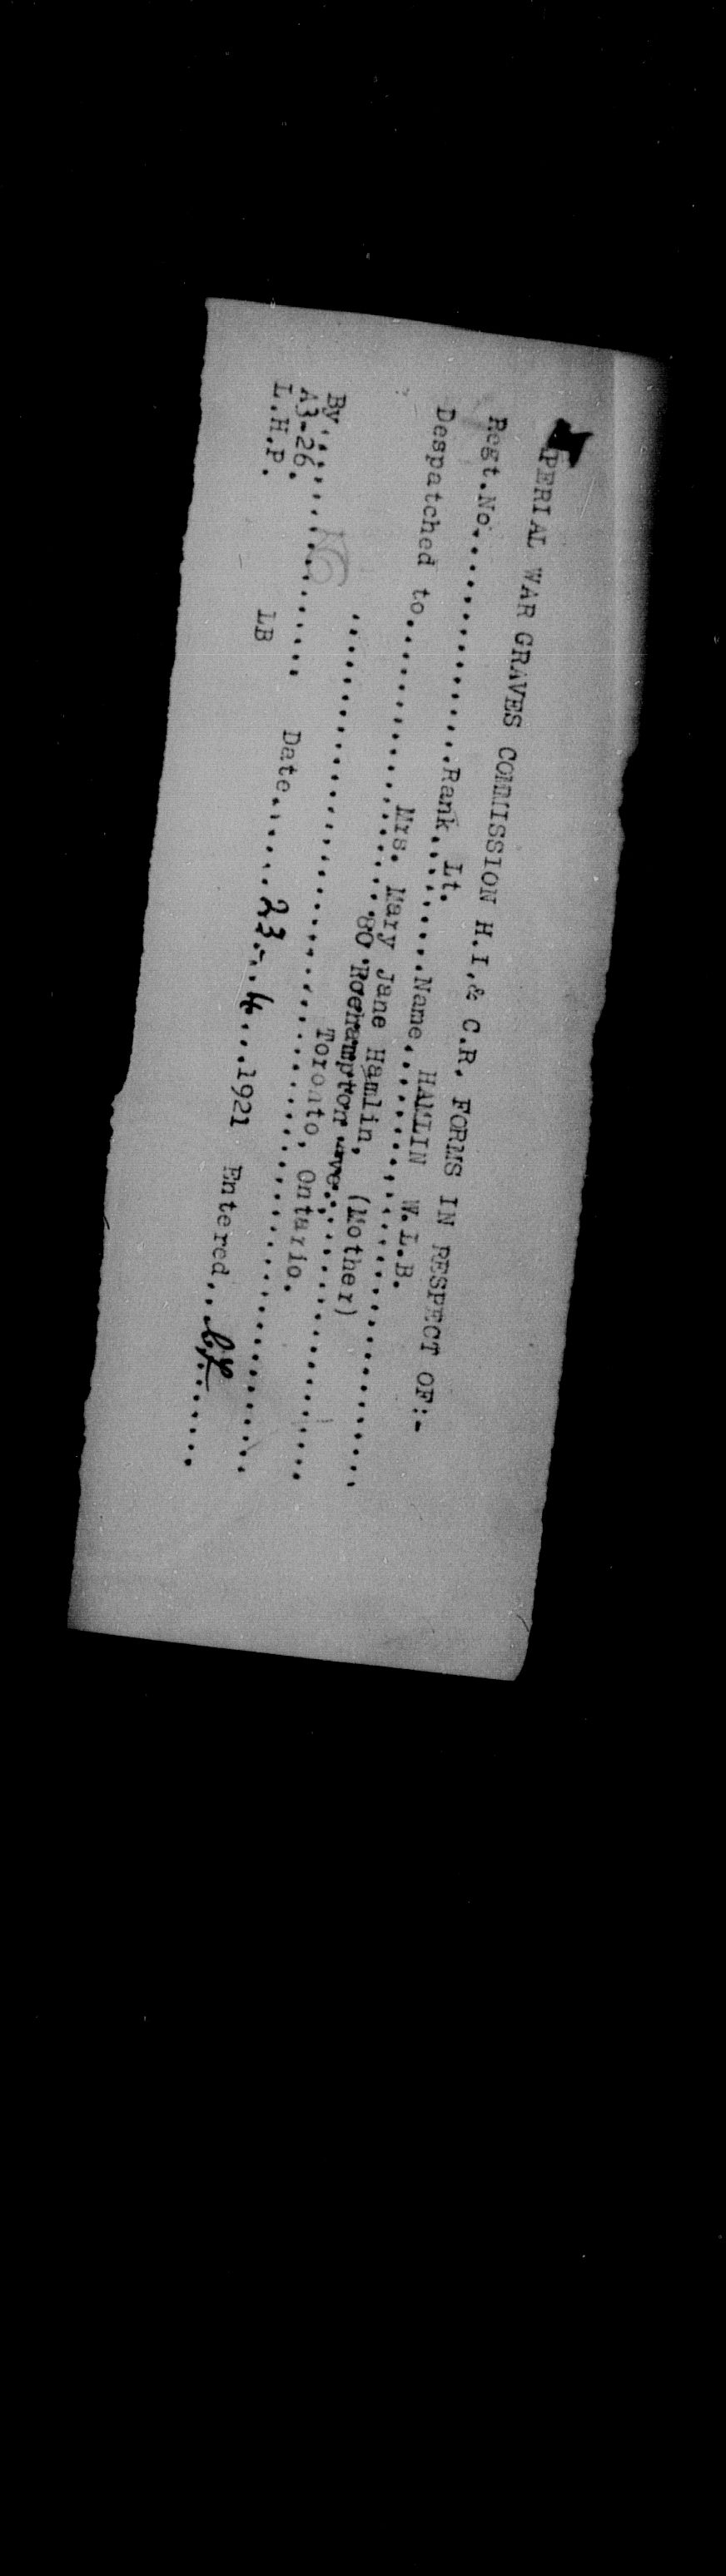 PERIAL WAR GRAVES COMMISSION H.I.& C.R. FORMS IN RESPECT OF:-
Regt.No...................Rank..Lt.......Name....HAMLIN W.L.B..........
Despatched to..............Mrs. Mary Jane Hamlin, (Mother)
80 Roehampton Ave.
Toronto, Ontario.
By.................. Date......23.-.4...1921 Entered..
A3-26.
L.H.P. LB